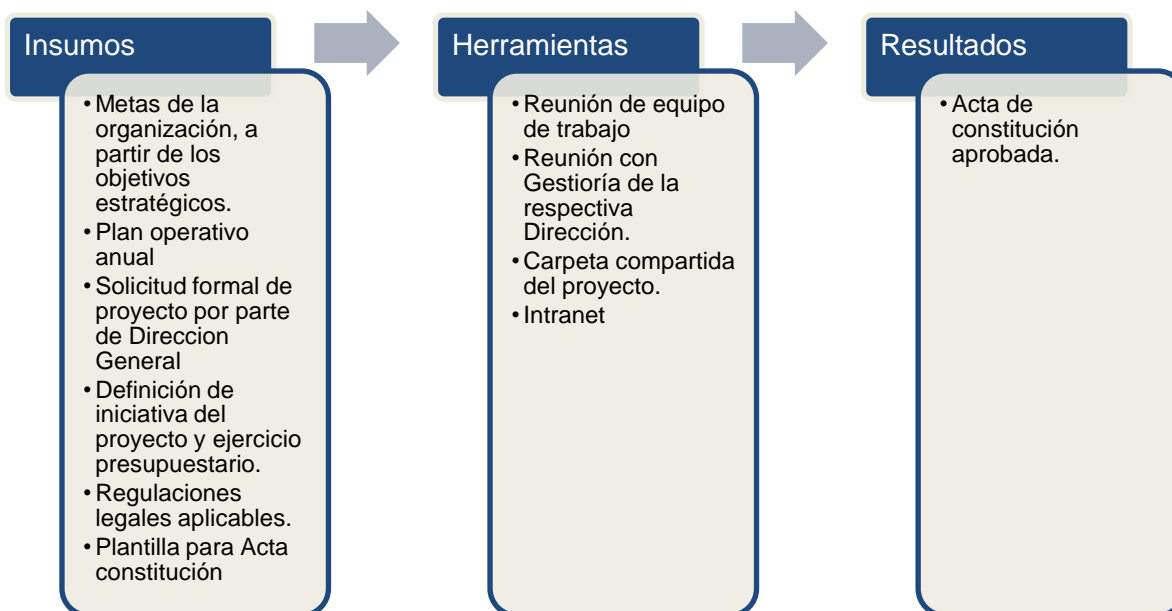 Insumos
• Metas de la
organización, a
partir de los
objetivos
estratégicos.
• Plan operativo
anual
• Solicitud formal de
proyecto por parte
de Direccion
General
• Definición de
iniciativa del
proyecto y ejercicio
presupuestario.
• Regulaciones
legales aplicables.
• Plantilla para Acta
constitución
Herramientas
• Reunión de equipo
de trabajo
• Reunión con
Gestioría de la
respectiva
Dirección.
• Carpeta compartida
del proyecto.
• Intranet
Resultados
• Acta de
constitución
aprobada.